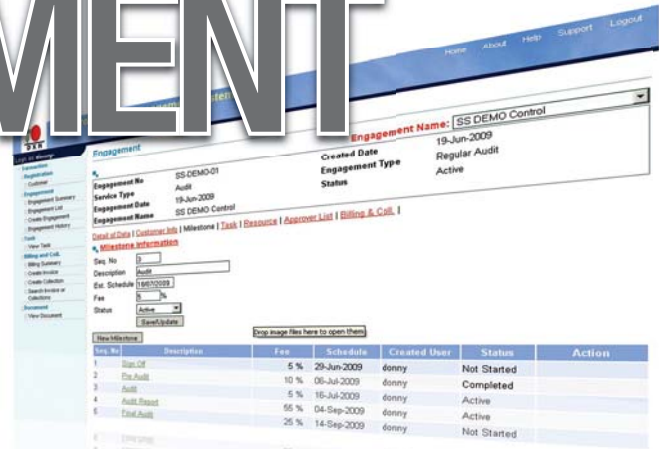 MENT
Home About Help Support Logout
Engagement Name: SS DEMO Control
Engagement
Engagement No SS-DEMO-01 Created Date 19-Jun-2009
Service Type Audit Engagement Type Regular Audit
Engagement Date 19-Jun-2009 Status Active
Engagement Name SS DEMO Control
Detail of Data | Customer Info | Milestone | Task | Resource | Approver List | Billing & Coll. |
Milestone Information
Seq. No 3
Description Audit
Est. Schedule 16/07/2009
Fee 5 %
Status Active
Save/Update
Drop image files here to open them
New Milestone
Seq. No Description Fee Schedule Created User Status Action
1 Sign Off 5 % 29-Jun-2009 donny Not Started
2 Pre Audit 10 % 06-Jul-2009 donny Completed
3 Audit 5 % 16-Jul-2009 donny Active
4 Audit Report 55 % 04-Sep-2009 donny Active
5 Final Audit 25 % 14-Sep-2009 donny Not Started
DXN
Transaction
Registration
Customer
Engagement
Engagement Summary
Engagement List
Create Engagement
Engagement History
Task
View Task
Billing and Coll.
Billing Summary
Create Invoice
Create Collection
Search Invoice or
Collections
Document
View Document